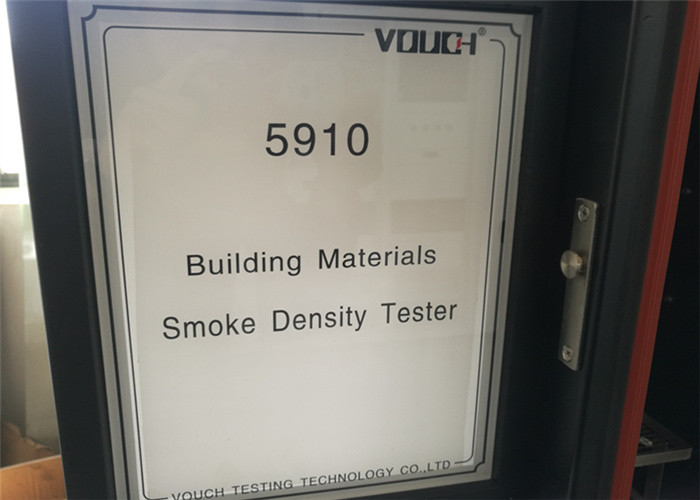 VOUCH®
5910
Building Materials
Smoke Density Tester
VOUCH TESTING TECHNOLOGY CO.,LTD